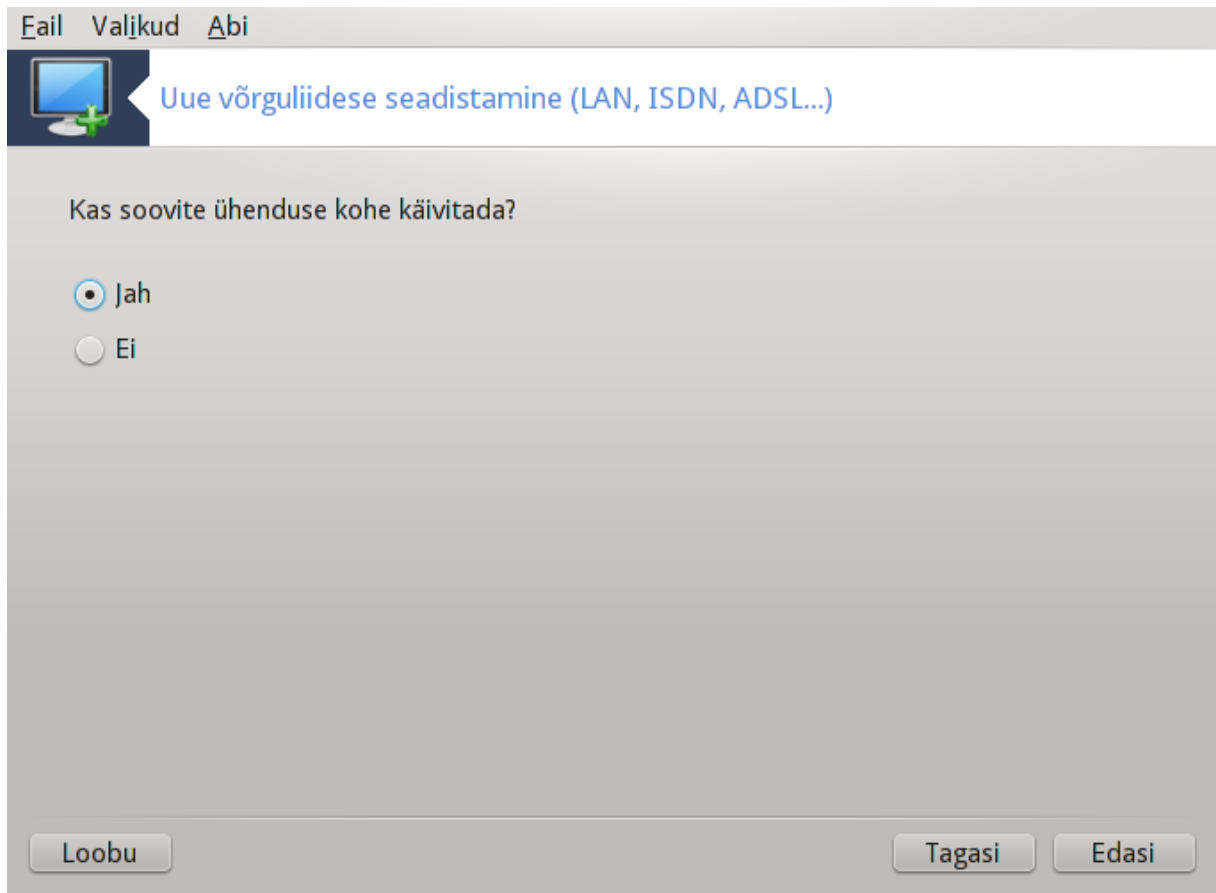 Fail Valikud Abi
Uue võrguliidese seadistamine (LAN, ISDN, ADSL...)
Kas soovite ühenduse kohe käivitada?
Jah
Ei
Loobu Tagasi Edasi